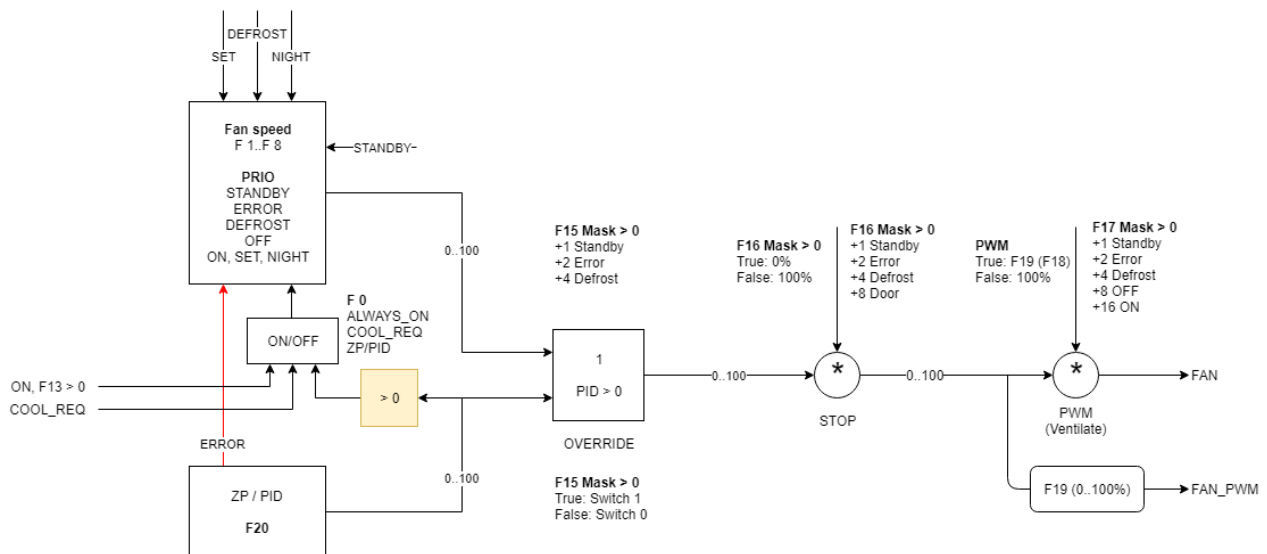 DEFROST
SET
NIGHT
Fan speed
F 1..F 8
PRIO
STANDBY
ERROR
DEFROST
OFF
ON, SET, NIGHT
STANDBY
0..100
F15 Mask > 0
+1 Standby
+2 Error
+4 Defrost
F16 Mask > 0
True: 0%
False: 100%
F16 Mask > 0
+1 Standby
+2 Error
+4 Defrost
+8 Door
PWM
True: F19 (F18)
False: 100%
F17 Mask > 0
+1 Standby
+2 Error
+4 Defrost
+8 OFF
+16 ON
F 0
ALWAYS_ON
COOL_REQ
ZP/PID
ON/OFF
ON, F13 > 0
COOL_REQ
> 0
1
PID > 0
OVERRIDE
0..100
*
STOP
0..100
*
PWM
(Ventilate)
FAN
ERROR
0..100
ZP / PID
F20
F15 Mask > 0
True: Switch 1
False: Switch 0
F19 (0..100%)
FAN_PWM